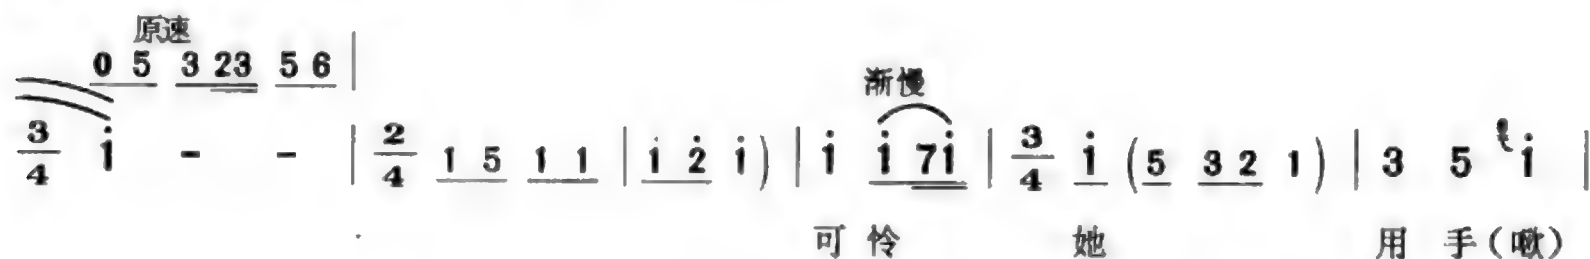 原速
0 5 3 23 5 6 |
渐慢
3/4 i - - | 2/4 1 5 1 1 | i 2̇ i ) | i i 7i | 3/4 i ( 5 3 2 1 ) | 3 5 i |
可 怜 她 用 手(啾)